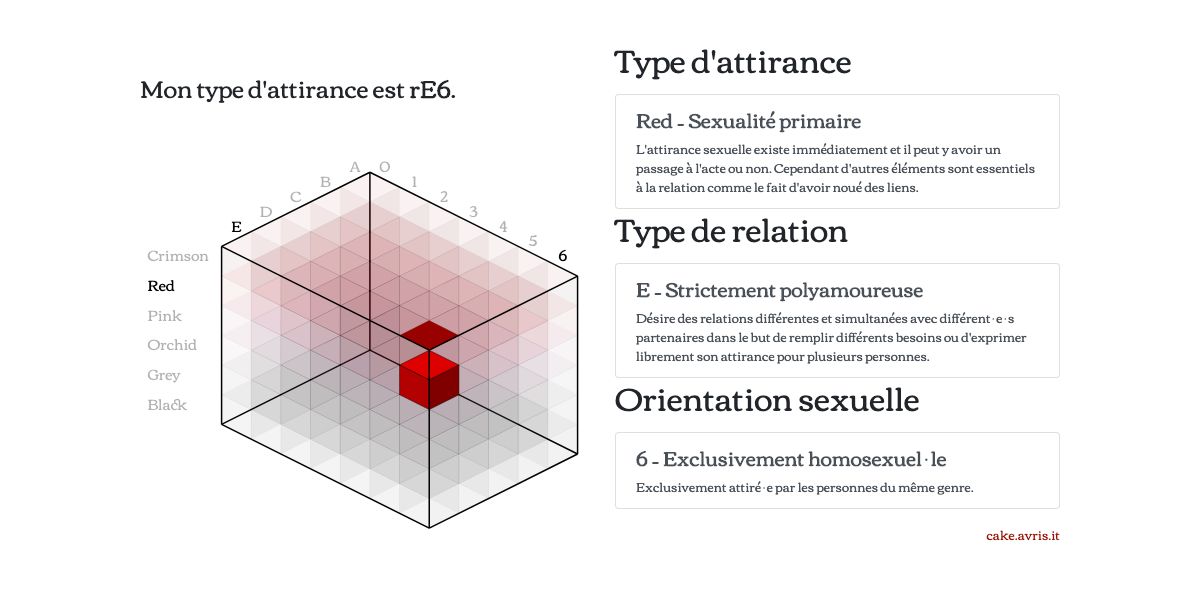 Mon type d'attirance est rE6.
A O
B 1
C 2
D 3
E 4
5
6
Crimson
Red
Pink
Orchid
Grey
Black
Type d'attirance
Red - Sexualité primaire
L'attirance sexuelle existe immédiatement et il peut y avoir un
passage à l'acte ou non. Cependant d'autres éléments sont essentiels
à la relation comme le fait d'avoir noué des liens.
Type de relation
E - Strictement polyamoureuse
Désire des relations différentes et simultanées avec différent·e·s
partenaires dans le but de remplir différents besoins ou d'exprimer
librement son attirance pour plusieurs personnes.
Orientation sexuelle
6 - Exclusivement homosexuel·le
Exclusivement attiré·e par les personnes du même genre.
cake.avris.it